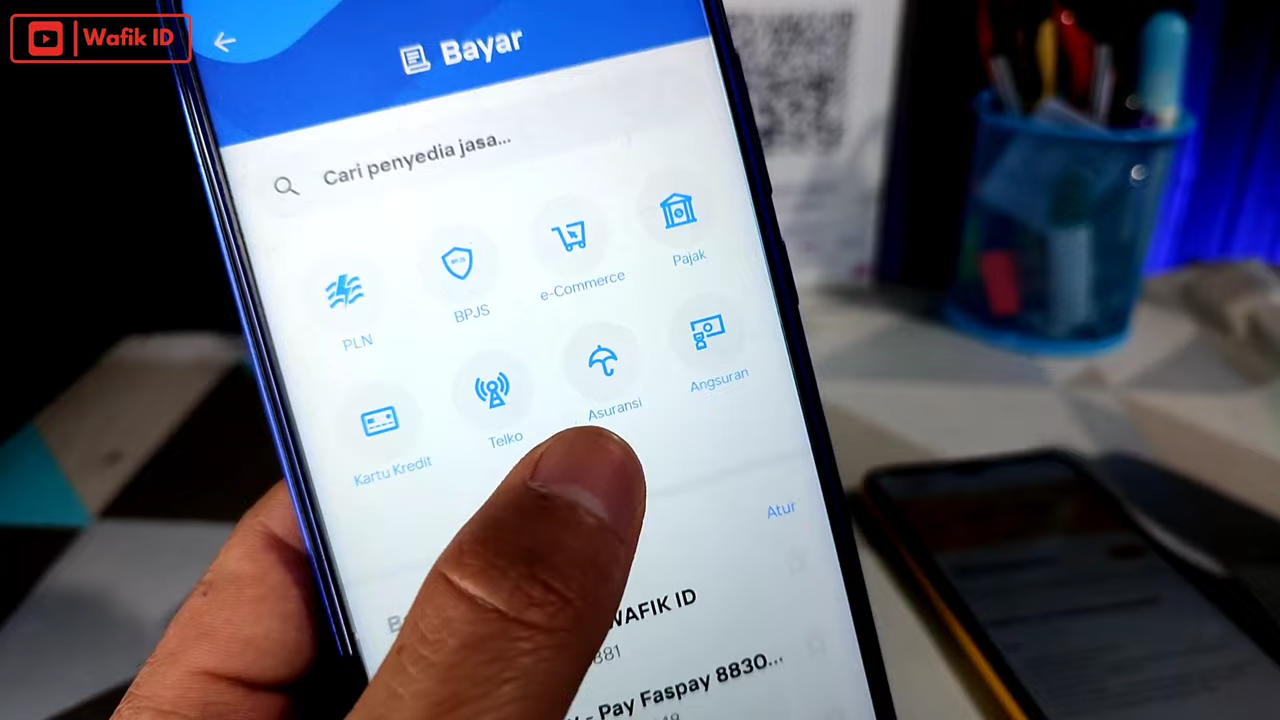 Wafik ID
Bayar
Cari penyedia jasa...
PLN
BPJS
e-Commerce
Pajak
Kartu Kredit
Telko
Asuransi
Angsuran
Atur
WAFIK ID
881
- Pay Faspay 8830...